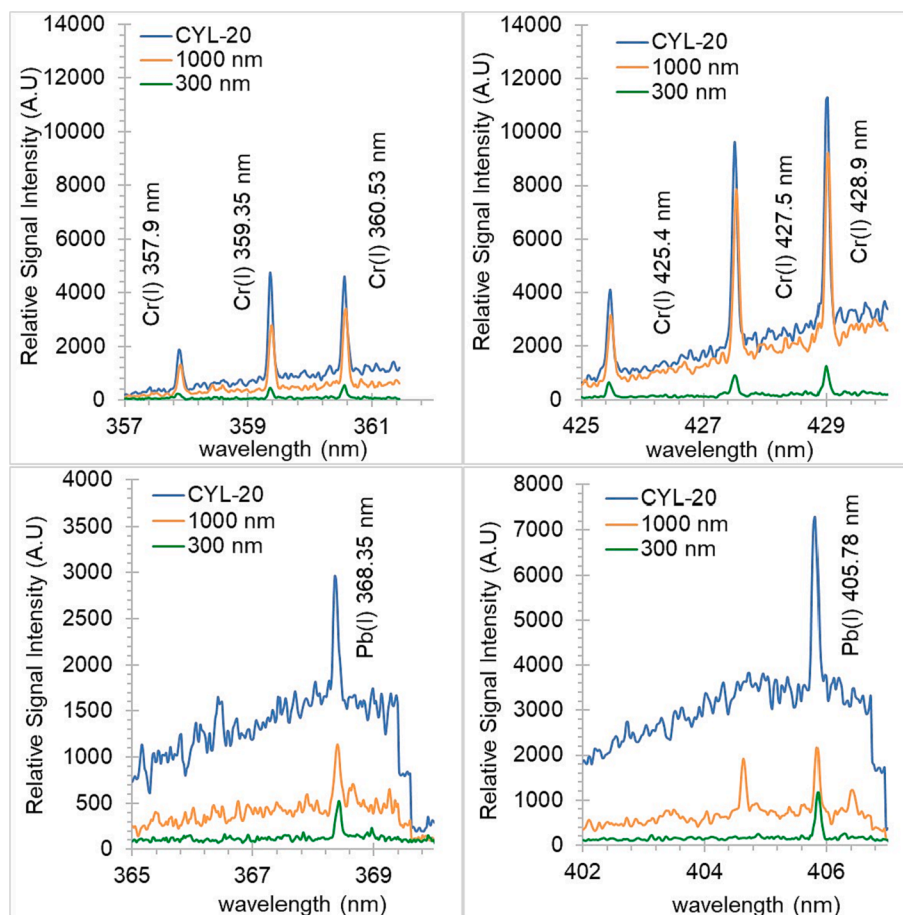 Relative Signal Intensity (A.U)
14000
12000
10000
8000
6000
4000
2000
0
CYL-20
1000 nm
300 nm
Cr(I) 357.9 nm
Cr(I) 359.35 nm
Cr(I) 360.53 nm
357
359
361
wavelength (nm)
Relative Signal Intensity (A.U)
14000
12000
10000
8000
6000
4000
2000
0
CYL-20
1000 nm
300 nm
Cr(I) 425.4 nm
Cr(I) 427.5 nm
Cr(I) 428.9 nm
425
427
429
wavelength (nm)
Relative Signal Intensity (A.U)
4000
3500
3000
2500
2000
1500
1000
500
0
CYL-20
1000 nm
300 nm
Pb(I) 368.35 nm
365
367
369
wavelength (nm)
Relative Signal Intensity (A.U)
8000
7000
6000
5000
4000
3000
2000
1000
0
CYL-20
1000 nm
300 nm
Pb(I) 405.78 nm
402
404
406
wavelength (nm)